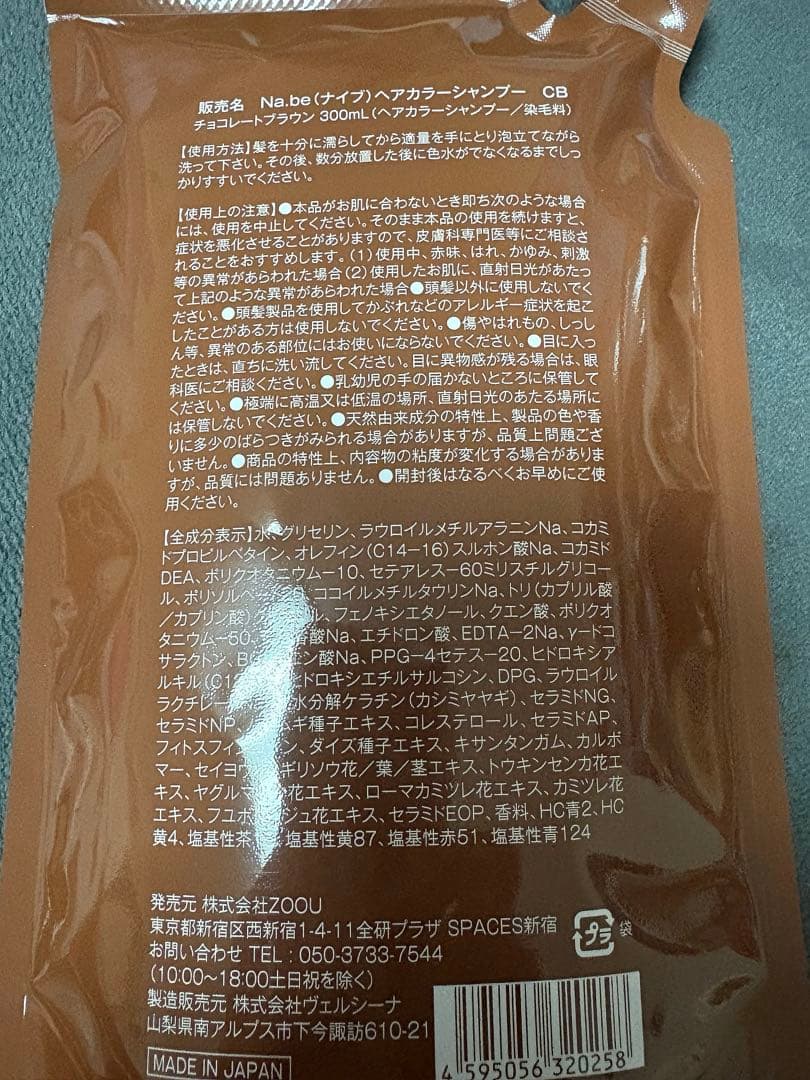 販売名 Na.be(ナイブ)ヘアカラーシャンプー CB
チョコレートブラウン 300mL(ヘアカラーシャンプー/染毛料)
【使用方法】髪を十分に濡らしてから適量を手にとり泡立てながら
洗って下さい。その後、数分放置した後に色水がでなくなるまでしっ
かりすすいでください。
【使用上の注意】●本品がお肌に合わないとき即ち次のような場合
には、使用を中止してください。そのまま本品の使用を続けますと、
症状を悪化させることがありますので、皮膚科専門医等にご相談さ
れることをおすすめします。(1)使用中、赤味、はれ、かゆみ、刺激
等の異常があらわれた場合(2)使用したお肌に、直射日光があたっ
て上記のような異常があらわれた場合●頭髪以外に使用しないでく
ださい。●頭髪製品を使用してかぶれなどのアレルギー症状を起こ
したことがある方は使用しないでください。●傷やはれもの、しっし
ん等、異常のある部位にはお使いにならないでください。●目に入っ
たときは、直ちに洗い流してください。目に異物感が残る場合は、眼
科医にご相談ください。●乳幼児の手の届かないところに保管して
ください。●極端に高温又は低温の場所、直射日光のあたる場所に
は保管しないでください。●天然由来成分の特性上、製品の色や香
りに多少のばらつきがみられる場合がありますが、品質上問題ござ
いません。●商品の特性上、内容物の粘度が変化する場合がありま
すが、品質には問題ありません。●開封後はなるべくお早めにご使
用ください。
【全成分表示】水、グリセリン、ラウロイルメチルアラニンNa、コカミ
ドプロピルベタイン、オレフィン(C14-16)スルホン酸Na、コカミド
DEA、ポリクオタニウム-10、セテアレス-60ミリスチルグリコー
ル、ポリソルベ、ココイルメチルタウリンNa、トリ(カプリル酸
/カプリン酸)、フェノキシエタノール、クエン酸、ポリクオ
タニウム-50、酸Na、エチドロン酸、EDTA-2Na、γ-ドコ
サラクトン、酸Na、PPG-4セテス-20、ヒドロキシア
ルキル(C1ヒドロキシエチルサルコシン、DPG、ラウロイル
ラクチレ、水分解ケラチン(カシミヤヤギ)、セラミドNG、
セラミドNP、ギ種子エキス、コレステロール、セラミドAP、
フィトスフィン、ダイズ種子エキス、キサンタンガム、カルボ
マー、セイヨウギリソウ花/葉/茎エキス、トウキンセンカ花エ
キス、ヤグルマ花エキス、ローマカミツレ花エキス、カミツレ花
エキス、フユボジュ花エキス、セラミドEOP、香料、HC青2、HC
黄4、塩基性茶、塩基性黄87、塩基性赤51、塩基性青124
発売元 株式会社ZOOU
東京都新宿区西新宿1-4-11全研プラザ SPACES新宿
お問い合わせ TEL : 050-3733-7544
(10:00〜18:00土日祝を除く)
製造販売元 株式会社ヴェルシーナ
山梨県南アルプス市下今諏訪610-21
MADE IN JAPAN
プラ 袋
4 595056 320258